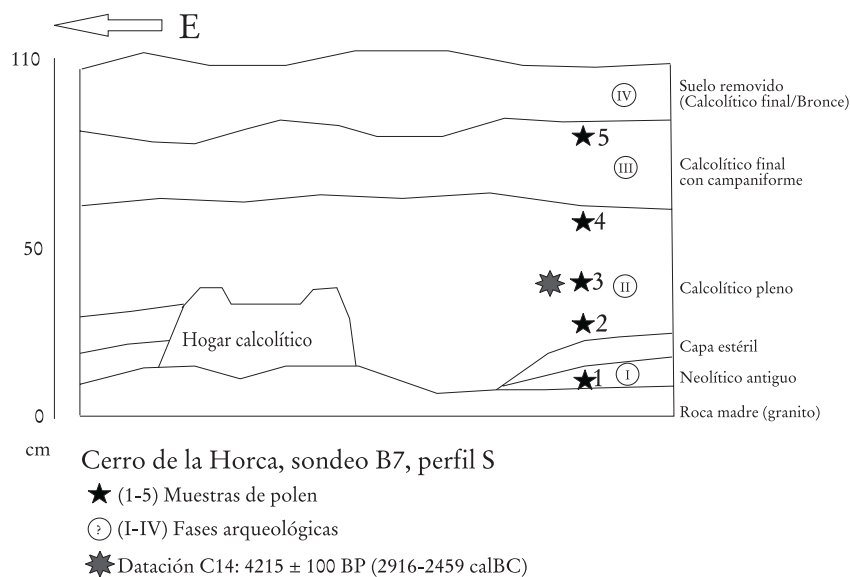 E
110
IV
Suelo removido
(Calcolítico final/Bronce)
5
III
Calcolítico final
con campaniforme
4
50
3
II
Calcolítico pleno
2
Hogar calcolítico
Capa estéril
1
I
Neolítico antiguo
0
Roca madre (granito)
cm
Cerro de la Horca, sondeo B7, perfil S
(1-5) Muestras de polen
? (I-IV) Fases arqueológicas
Datación C14: 4215 ± 100 BP (2916-2459 calBC)